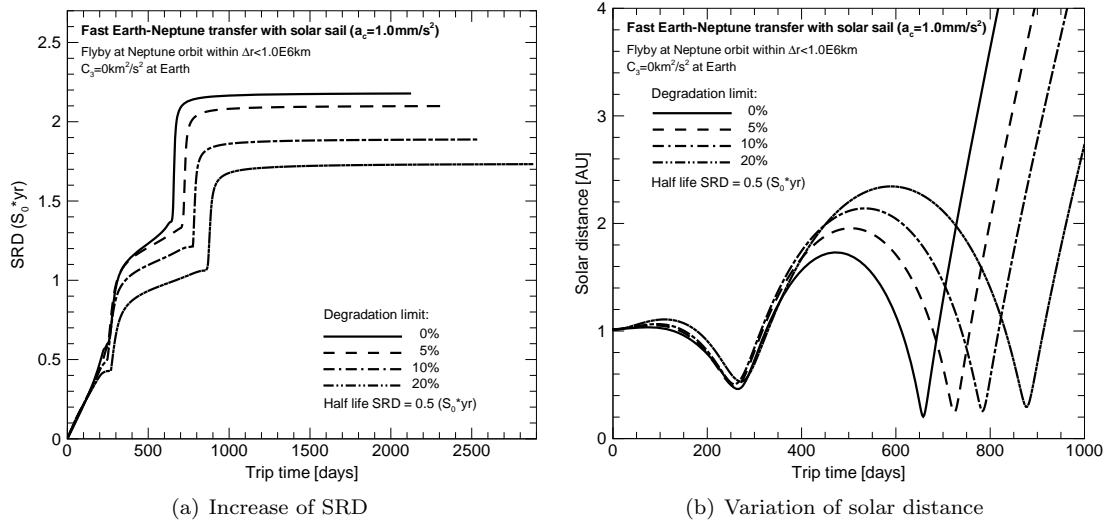 Fast Earth-Neptune transfer with solar sail (a_c=1.0mm/s²)
Flyby at Neptune orbit within Δr<1.0E6km
C₃=0km²/s² at Earth
2.5
2
1.5
1
0.5
0
SRD (S₀*yr)
Degradation limit:
0%
5%
10%
20%
Half life SRD = 0.5 (S₀*yr)
0 500 1000 1500 2000 2500
Trip time [days]
(a) Increase of SRD
Fast Earth-Neptune transfer with solar sail (a_c=1.0mm/s²)
Flyby at Neptune orbit within Δr<1.0E6km
C₃=0km²/s² at Earth
Degradation limit:
0%
5%
10%
20%
Half life SRD = 0.5 (S₀*yr)
4
3
2
1
0
Solar distance [AU]
0 200 400 600 800 1000
Trip time [days]
(b) Variation of solar distance